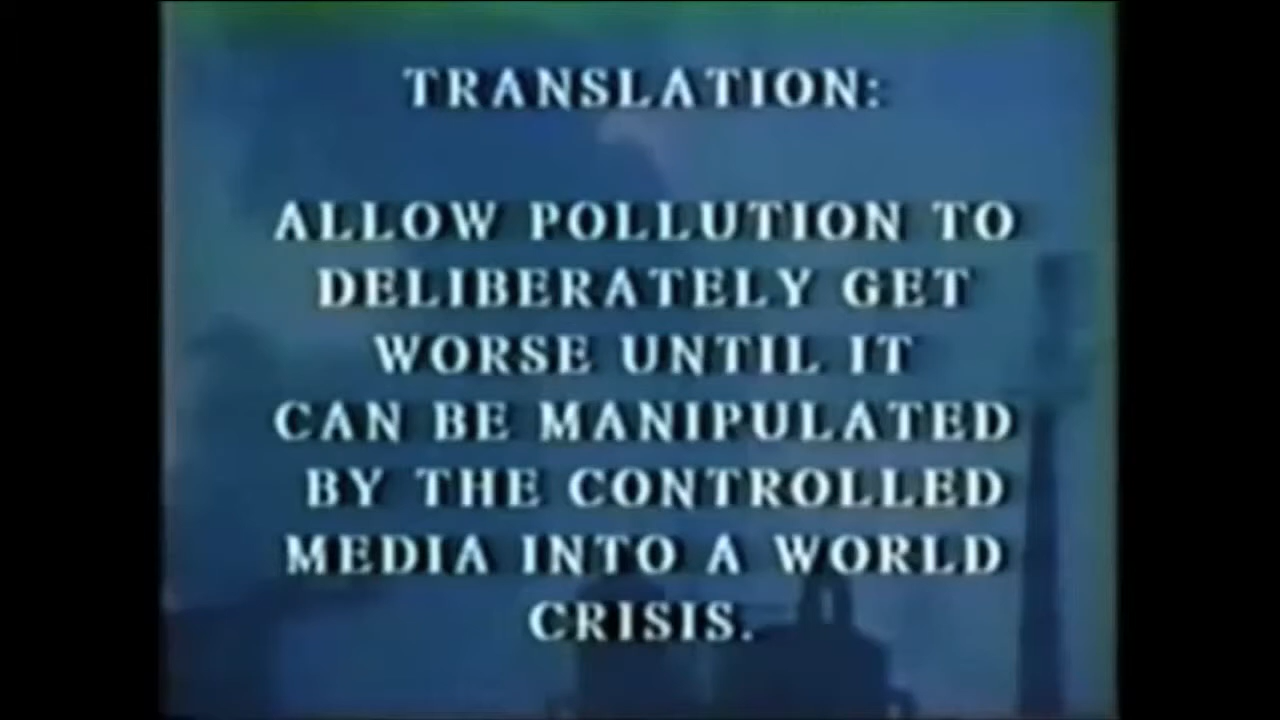 TRANSLATION:
ALLOW POLLUTION TO
DELIBERATELY GET
WORSE UNTIL IT
CAN BE MANIPULATED
BY THE CONTROLLED
MEDIA INTO A WORLD
CRISIS.